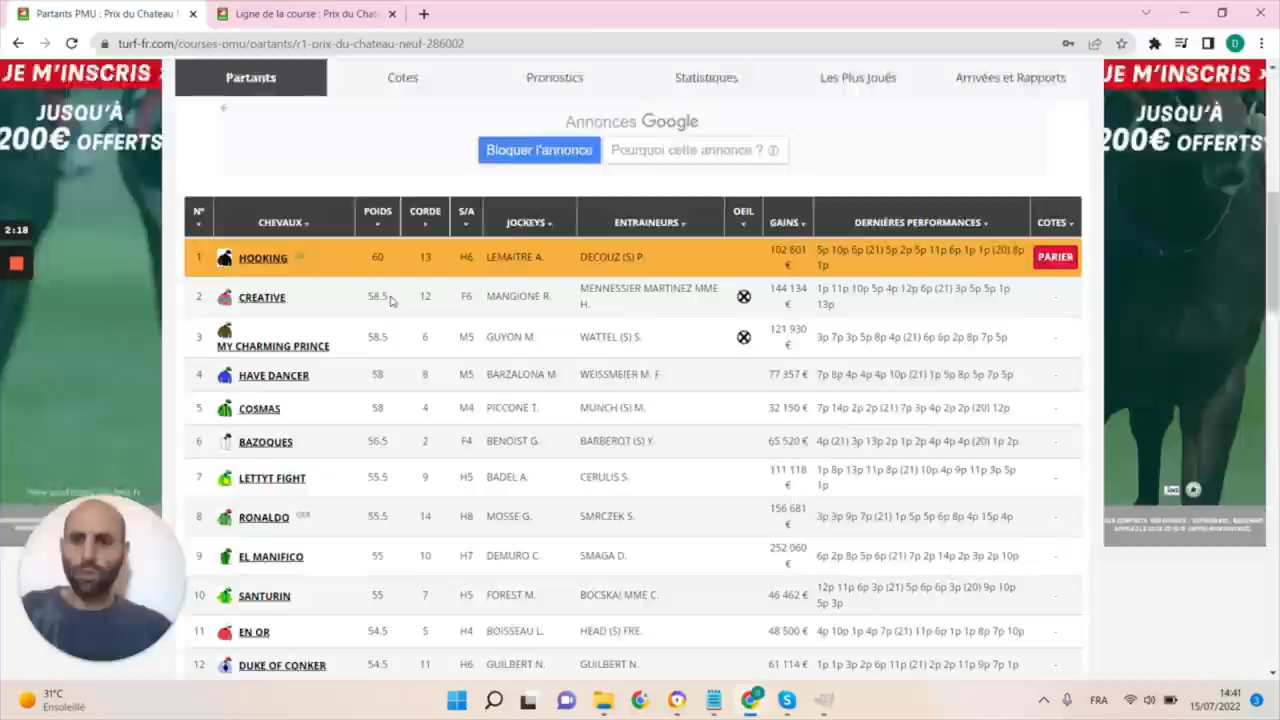 Partants PMU : Prix du Chateau
Ligne de la course : Prix du Chat
turf-fr.com/courses-pmu/partants/r1-prix-du-chateau-neuf-286002
D
JE M'INSCRIS
JUSQU'À
200€ OFFERTS
Partants
Cotes
Pronostics
Statistiques
Les Plus Joués
Arrivées et Rapports
JE M'INSCRIS
JUSQU'À
200€ OFFERTS
Annonces Google
Bloquer l'annonce
Pourquoi cette annonce ?
2:18
N° CHEVAUX POIDS CORDE S/A JOCKEYS ENTRAINEURS OEIL GAINS DERNIÈRES PERFORMANCES COTES
1 HOOKING 60 13 H6 LEMAITRE A. DECOUZ (S) P. 102 601 € 5p 10p 6p (21) 5p 2p 5p 11p 6p 1p 1p (20) 8p 1p PARIER
2 CREATIVE 58.5 12 F6 MANGIONE R. MENNESSIER MARTINEZ MME H. 144 134 € 1p 11p 10p 5p 4p 12p 6p (21) 3p 5p 5p 1p 13p -
3 MY CHARMING PRINCE 58.5 6 M5 GUYON M. WATTEL (S) S. 121 930 € 3p 7p 3p 5p 8p 4p (21) 6p 6p 2p 8p 7p 5p -
4 HAVE DANCER 58 8 M5 BARZALONA M. WEISSMEIER M. F. 77 357 € 7p 8p 4p 4p 4p 10p (21) 1p 5p 8p 5p 7p 5p -
5 COSMAS 58 4 M4 PICCONE T. MUNCH (S) M. 32 150 € 7p 14p 2p 2p (21) 7p 3p 4p 2p 2p (20) 12p -
6 BAZOQUES 56.5 2 F4 BENOIST G. BARBEROT (S) Y. 65 520 € 4p (21) 3p 13p 2p 1p 2p 4p 4p 4p (20) 1p 2p -
7 LETTYT FIGHT 55.5 9 H5 BADEL A. CERULIS S. 111 118 € 1p 8p 13p 11p 8p (21) 10p 4p 9p 11p 3p 5p 1p -
8 RONALDO GER 55.5 14 H8 MOSSE G. SMRCZEK S. 156 681 € 3p 3p 9p 7p (21) 1p 5p 5p 6p 8p 4p 15p 4p -
9 EL MANIFICO 55 10 H7 DEMURO C. SMAGA D. 252 060 € 6p 2p 8p 5p 6p (21) 7p 2p 14p 2p 3p 2p 10p -
10 SANTURIN 55 7 H5 FOREST M. BOCSKAI MME C. 46 462 € 12p 11p 6p 3p (21) 5p 6p 6p 3p (20) 9p 10p 5p 3p -
11 EN OR 54.5 5 H4 BOISSEAU L. HEAD (S) FRE. 48 500 € 4p 10p 1p 4p 7p (21) 11p 6p 1p 1p 8p 7p 10p -
12 DUKE OF CONKER 54.5 11 H6 GUILBERT N. GUILBERT N. 61 114 € 1p 1p 3p 2p 6p 11p (21) 2p 2p 11p 9p 7p 1p -
31°C
Ensoleillé
FRA
14:41
15/07/2022
3